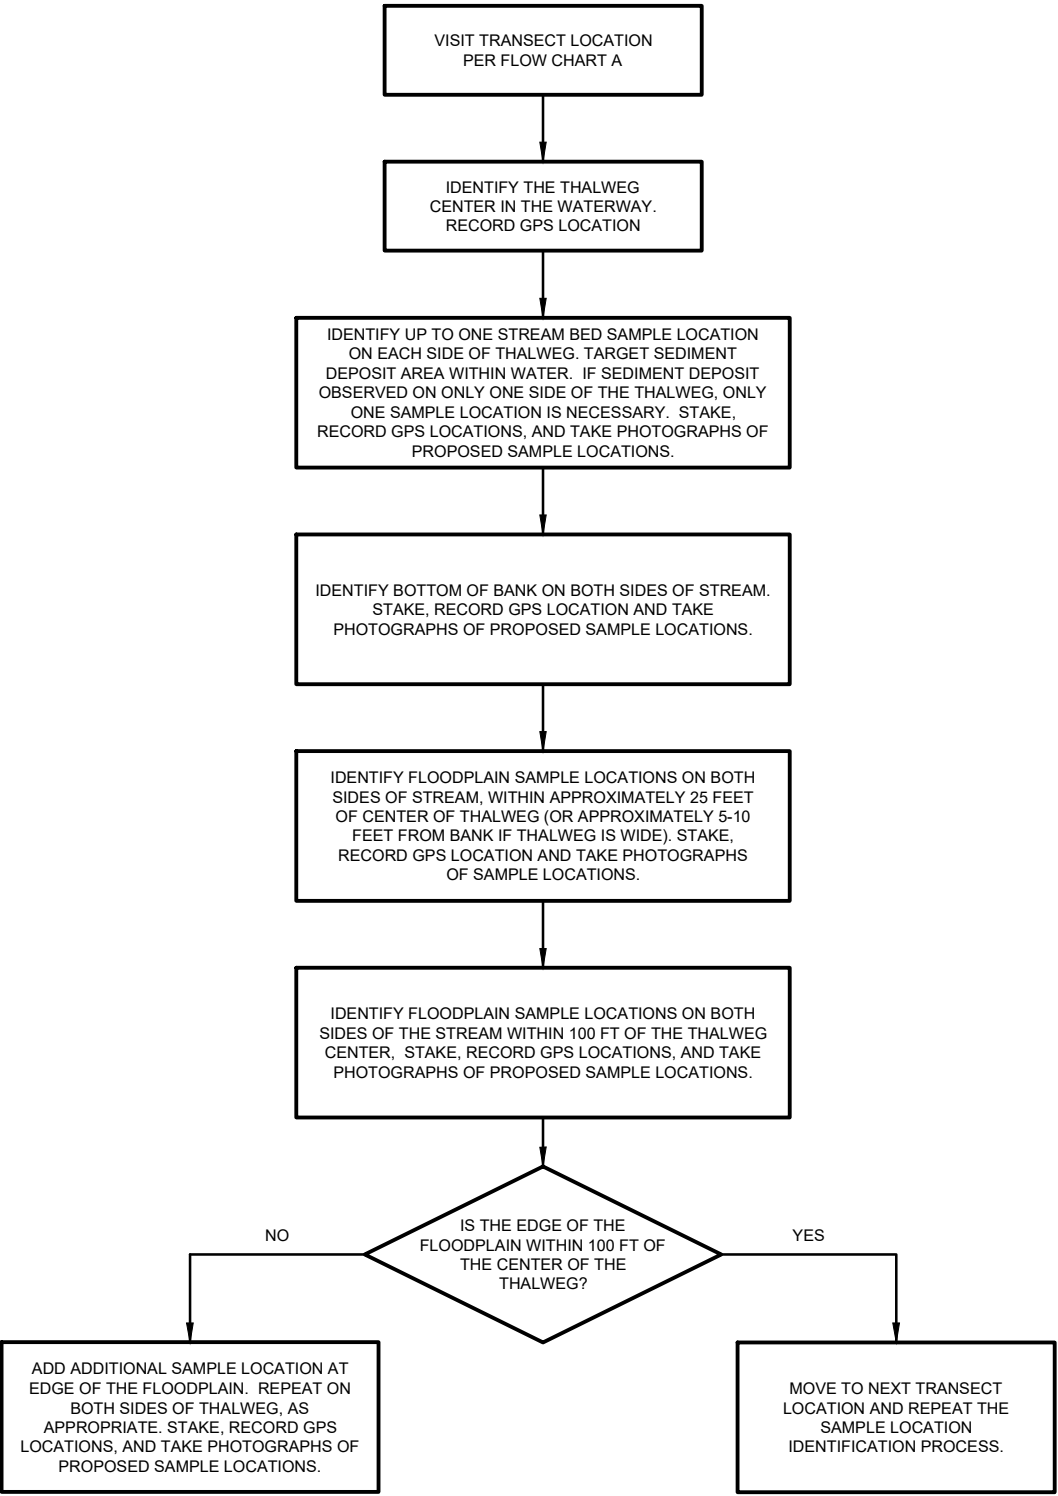 VISIT TRANSECT LOCATION
PER FLOW CHART A
IDENTIFY THE THALWEG
CENTER IN THE WATERWAY.
RECORD GPS LOCATION
IDENTIFY UP TO ONE STREAM BED SAMPLE LOCATION
ON EACH SIDE OF THALWEG. TARGET SEDIMENT
DEPOSIT AREA WITHIN WATER. IF SEDIMENT DEPOSIT
OBSERVED ON ONLY ONE SIDE OF THE THALWEG, ONLY
ONE SAMPLE LOCATION IS NECESSARY. STAKE,
RECORD GPS LOCATIONS, AND TAKE PHOTOGRAPHS OF
PROPOSED SAMPLE LOCATIONS.
IDENTIFY BOTTOM OF BANK ON BOTH SIDES OF STREAM.
STAKE, RECORD GPS LOCATION AND TAKE
PHOTOGRAPHS OF PROPOSED SAMPLE LOCATIONS.
IDENTIFY FLOODPLAIN SAMPLE LOCATIONS ON BOTH
SIDES OF STREAM, WITHIN APPROXIMATELY 25 FEET
OF CENTER OF THALWEG (OR APPROXIMATELY 5-10
FEET FROM BANK IF THALWEG IS WIDE). STAKE,
RECORD GPS LOCATION AND TAKE PHOTOGRAPHS
OF SAMPLE LOCATIONS.
IDENTIFY FLOODPLAIN SAMPLE LOCATIONS ON BOTH
SIDES OF THE STREAM WITHIN 100 FT OF THE THALWEG
CENTER, STAKE, RECORD GPS LOCATIONS, AND TAKE
PHOTOGRAPHS OF PROPOSED SAMPLE LOCATIONS.
IS THE EDGE OF THE
FLOODPLAIN WITHIN 100 FT OF
THE CENTER OF THE
THALWEG?
NO
YES
ADD ADDITIONAL SAMPLE LOCATION AT
EDGE OF THE FLOODPLAIN. REPEAT ON
BOTH SIDES OF THALWEG, AS
APPROPRIATE. STAKE, RECORD GPS
LOCATIONS, AND TAKE PHOTOGRAPHS OF
PROPOSED SAMPLE LOCATIONS.
MOVE TO NEXT TRANSECT
LOCATION AND REPEAT THE
SAMPLE LOCATION
IDENTIFICATION PROCESS.